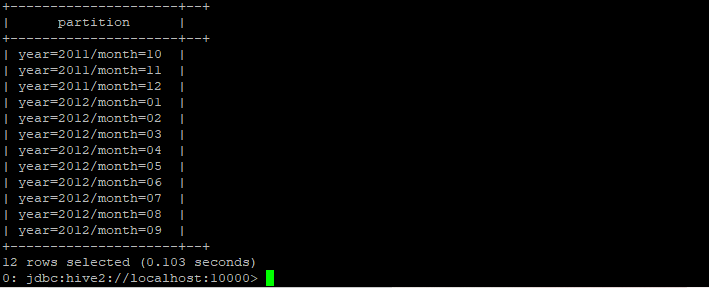 +---------------------+--+
|      partition      |
+---------------------+--+
| year=2011/month=10  |
| year=2011/month=11  |
| year=2011/month=12  |
| year=2012/month=01  |
| year=2012/month=02  |
| year=2012/month=03  |
| year=2012/month=04  |
| year=2012/month=05  |
| year=2012/month=06  |
| year=2012/month=07  |
| year=2012/month=08  |
| year=2012/month=09  |
+---------------------+--+
12 rows selected (0.103 seconds)
0: jdbc:hive2://localhost:10000>